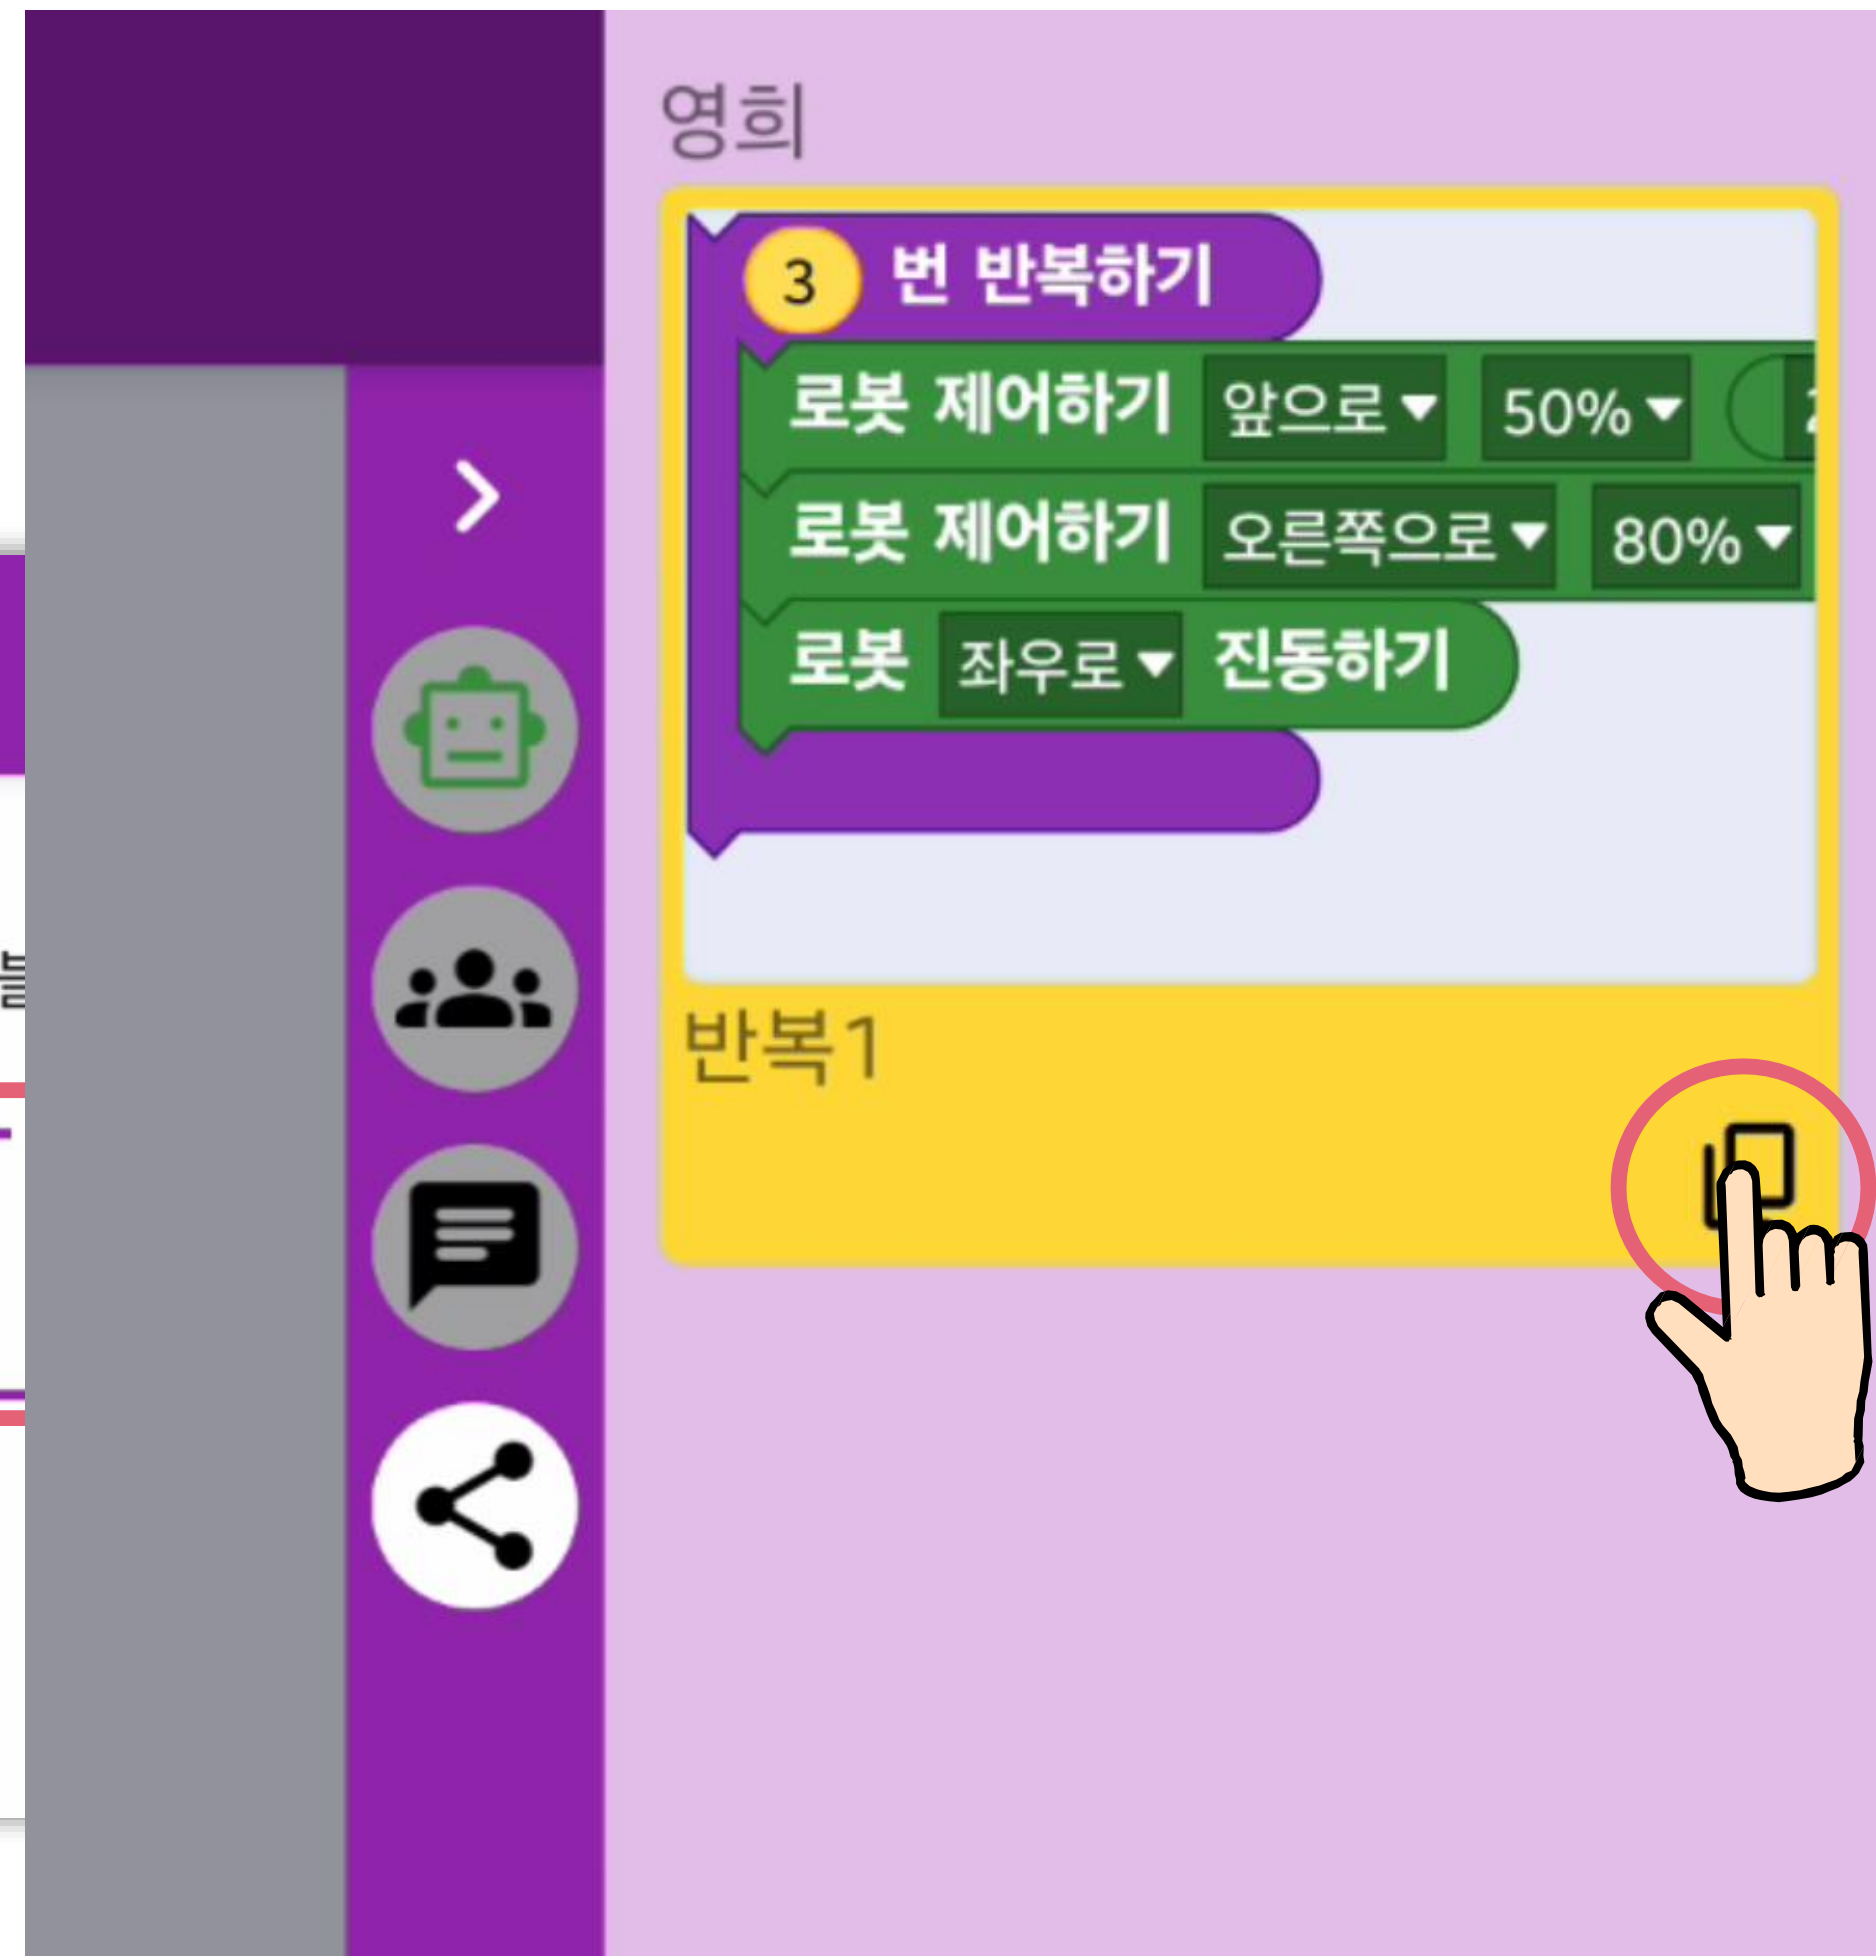 영희
3 번 반복하기
로봇 제어하기 앞으로 50%
로봇 제어하기 오른쪽으로 80%
로봇 좌우로 진동하기
반복1